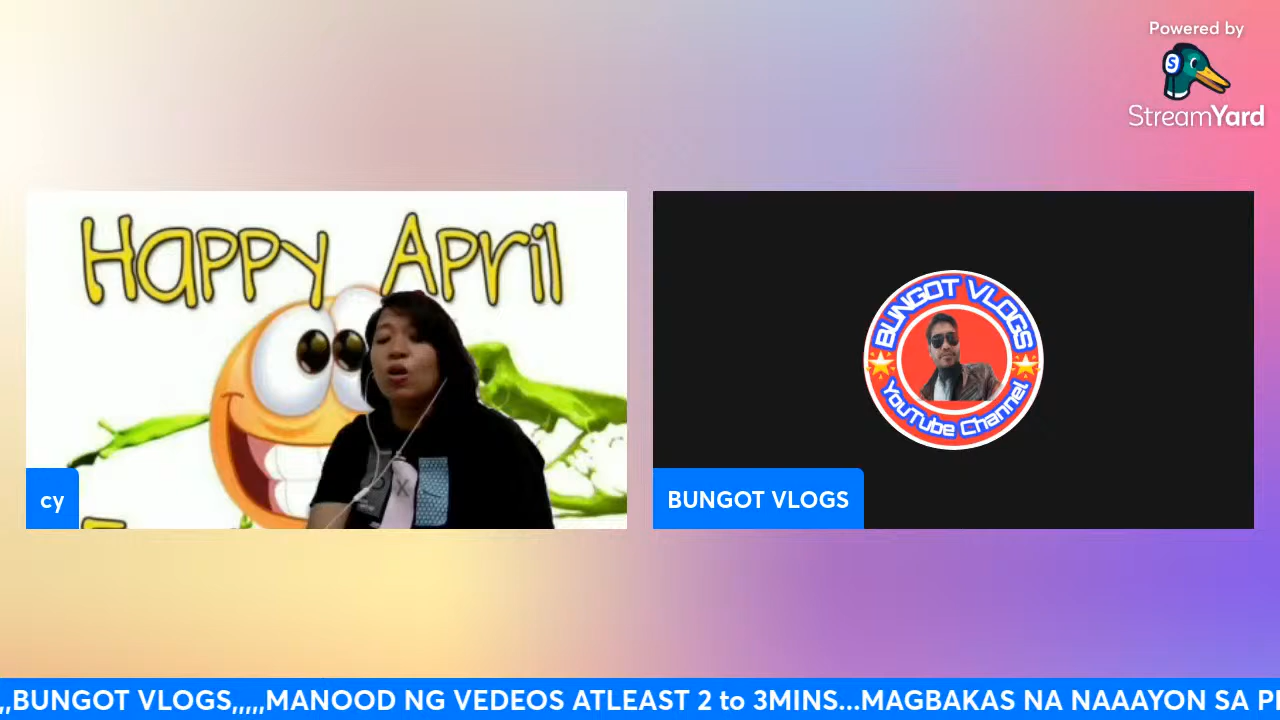 Powered by
StreamYard
Happy April
cy
BUNGOT VLOGS
YouTube Channel
BUNGOT VLOGS
,,BUNGOT VLOGS,,,,,MANOOD NG VEDEOS ATLEAST 2 to 3MINS...MAGBAKAS NA NAAAYON SA